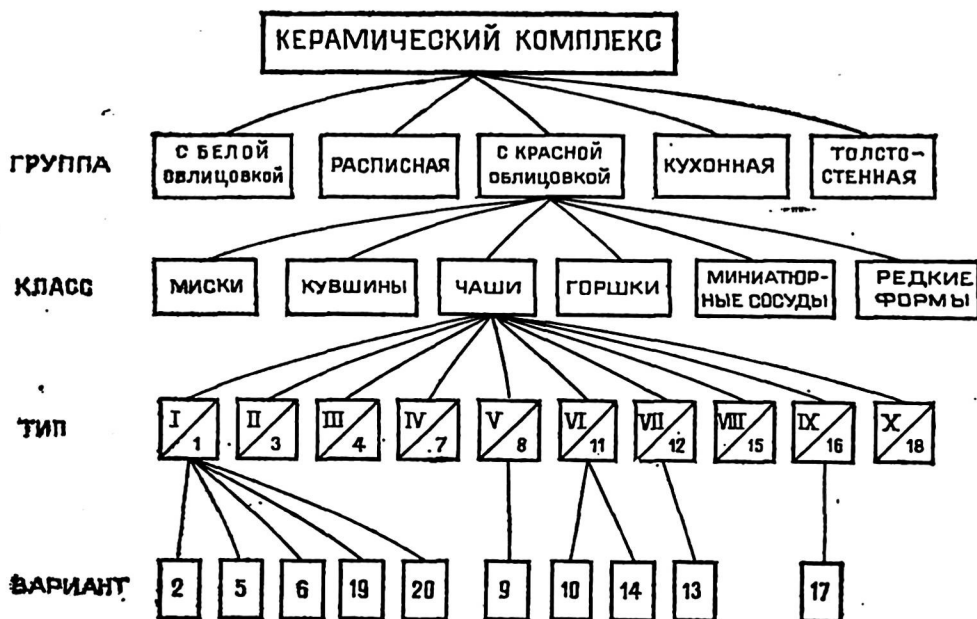 КЕРАМИЧЕСКИЙ КОМПЛЕКС
ГРУППА
С БЕЛОЙ
ОБЛИЦОВКОЙ
РАСПИСНАЯ
С КРАСНОЙ
ОБЛИЦОВКОЙ
КУХОННАЯ
ТОЛСТО-
СТЕННАЯ
КЛАСС
МИСКИ
КУВШИНЫ
ЧАШИ
ГОРШКИ
МИНИАТЮР-
НЫЕ СОСУДЫ
РЕДКИЕ
ФОРМЫ
ТИП
I 1
II 3
III 4
IV 7
V 8
VI 11
VII 12
VIII 15
IX 16
X 18
ВАРИАНТ
2
5
6
19
20
9
10
14
13
17